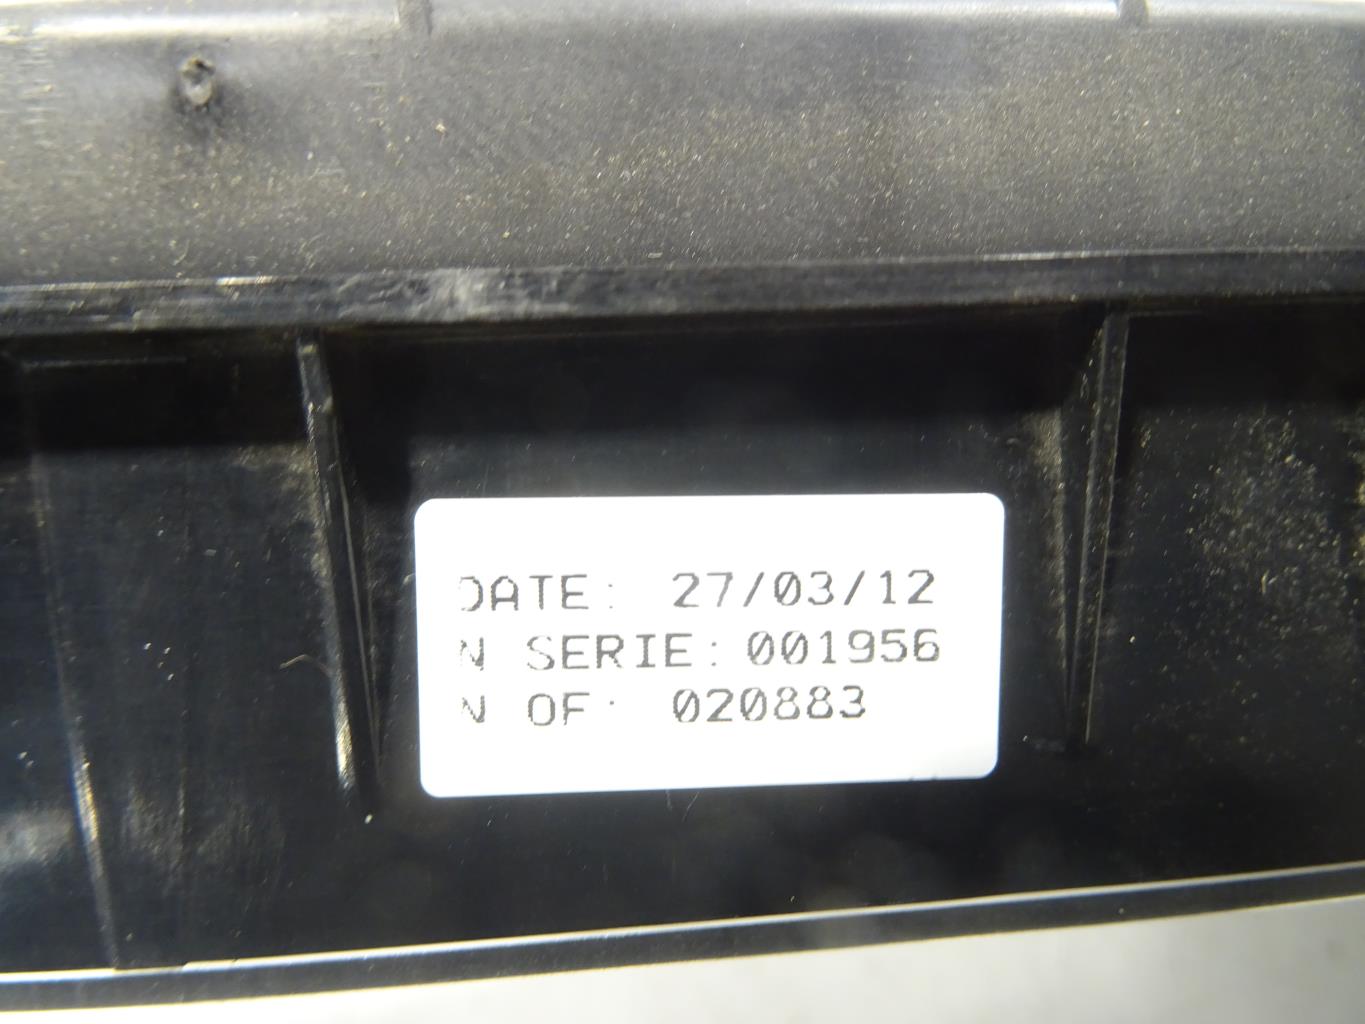 DATE: 27/03/12
N SERIE: 001956
N OF: 020883